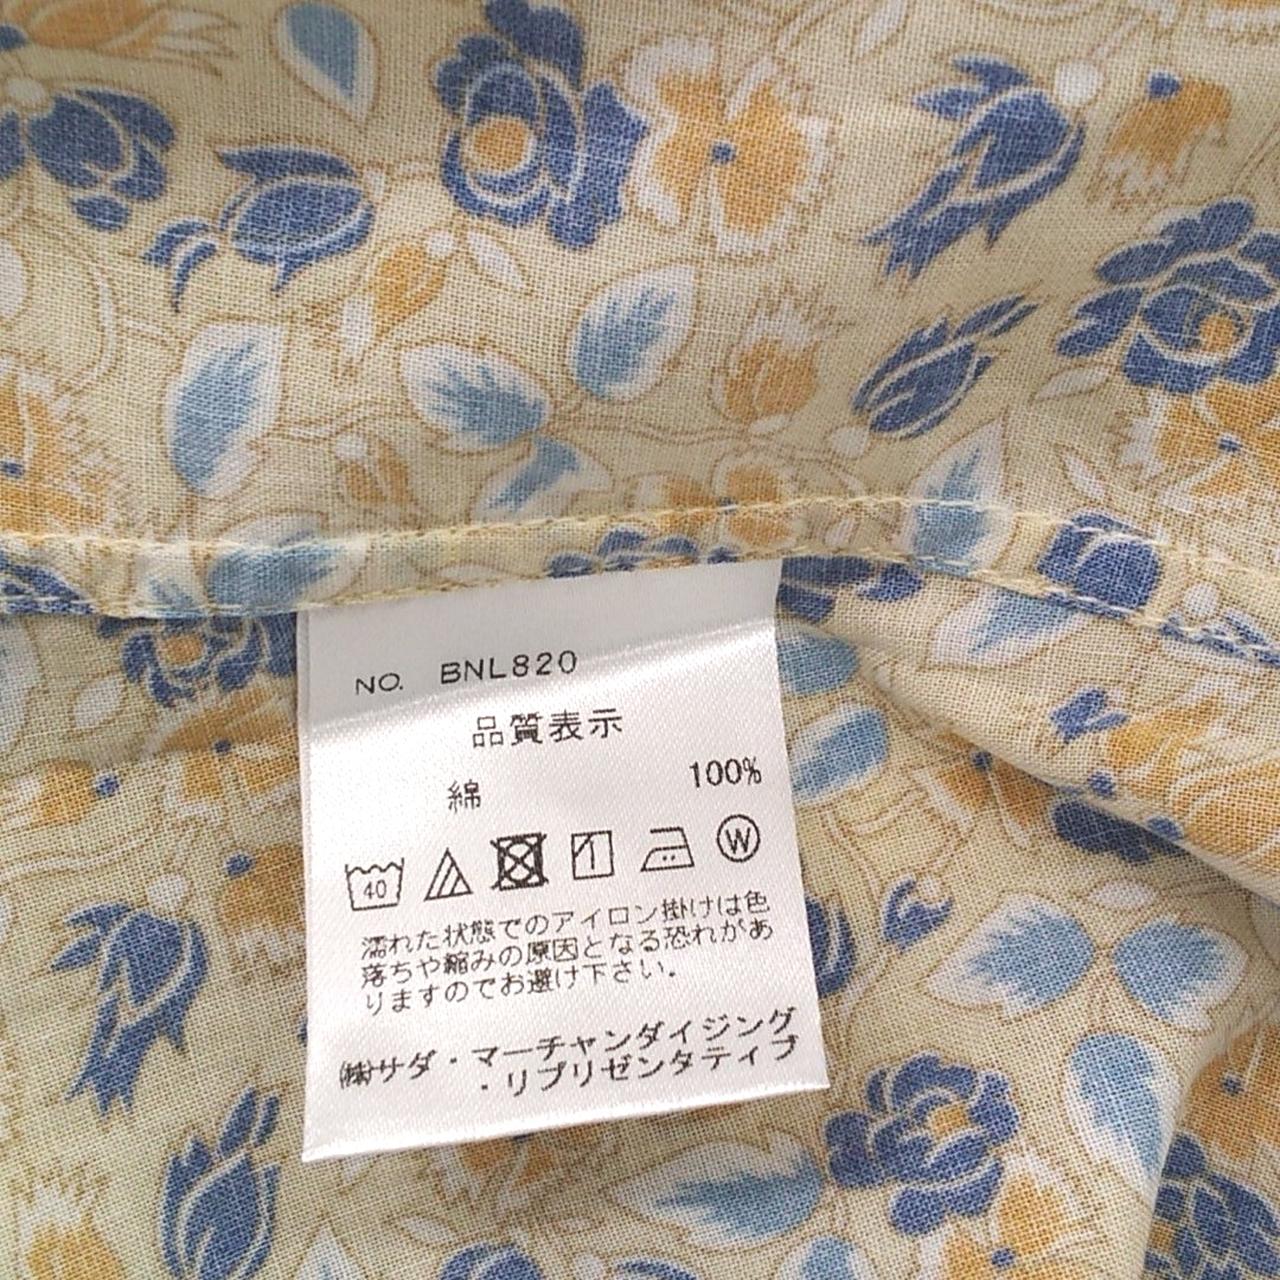 NO. BNL820
品質表示
綿 100%
40 W
濡れた状態でのアイロン掛けは色
落ちや縮みの原因となる恐れがあ
りますのでお避け下さい。
㈱サダ・マーチャンダイジング
・リプリゼンタティブ